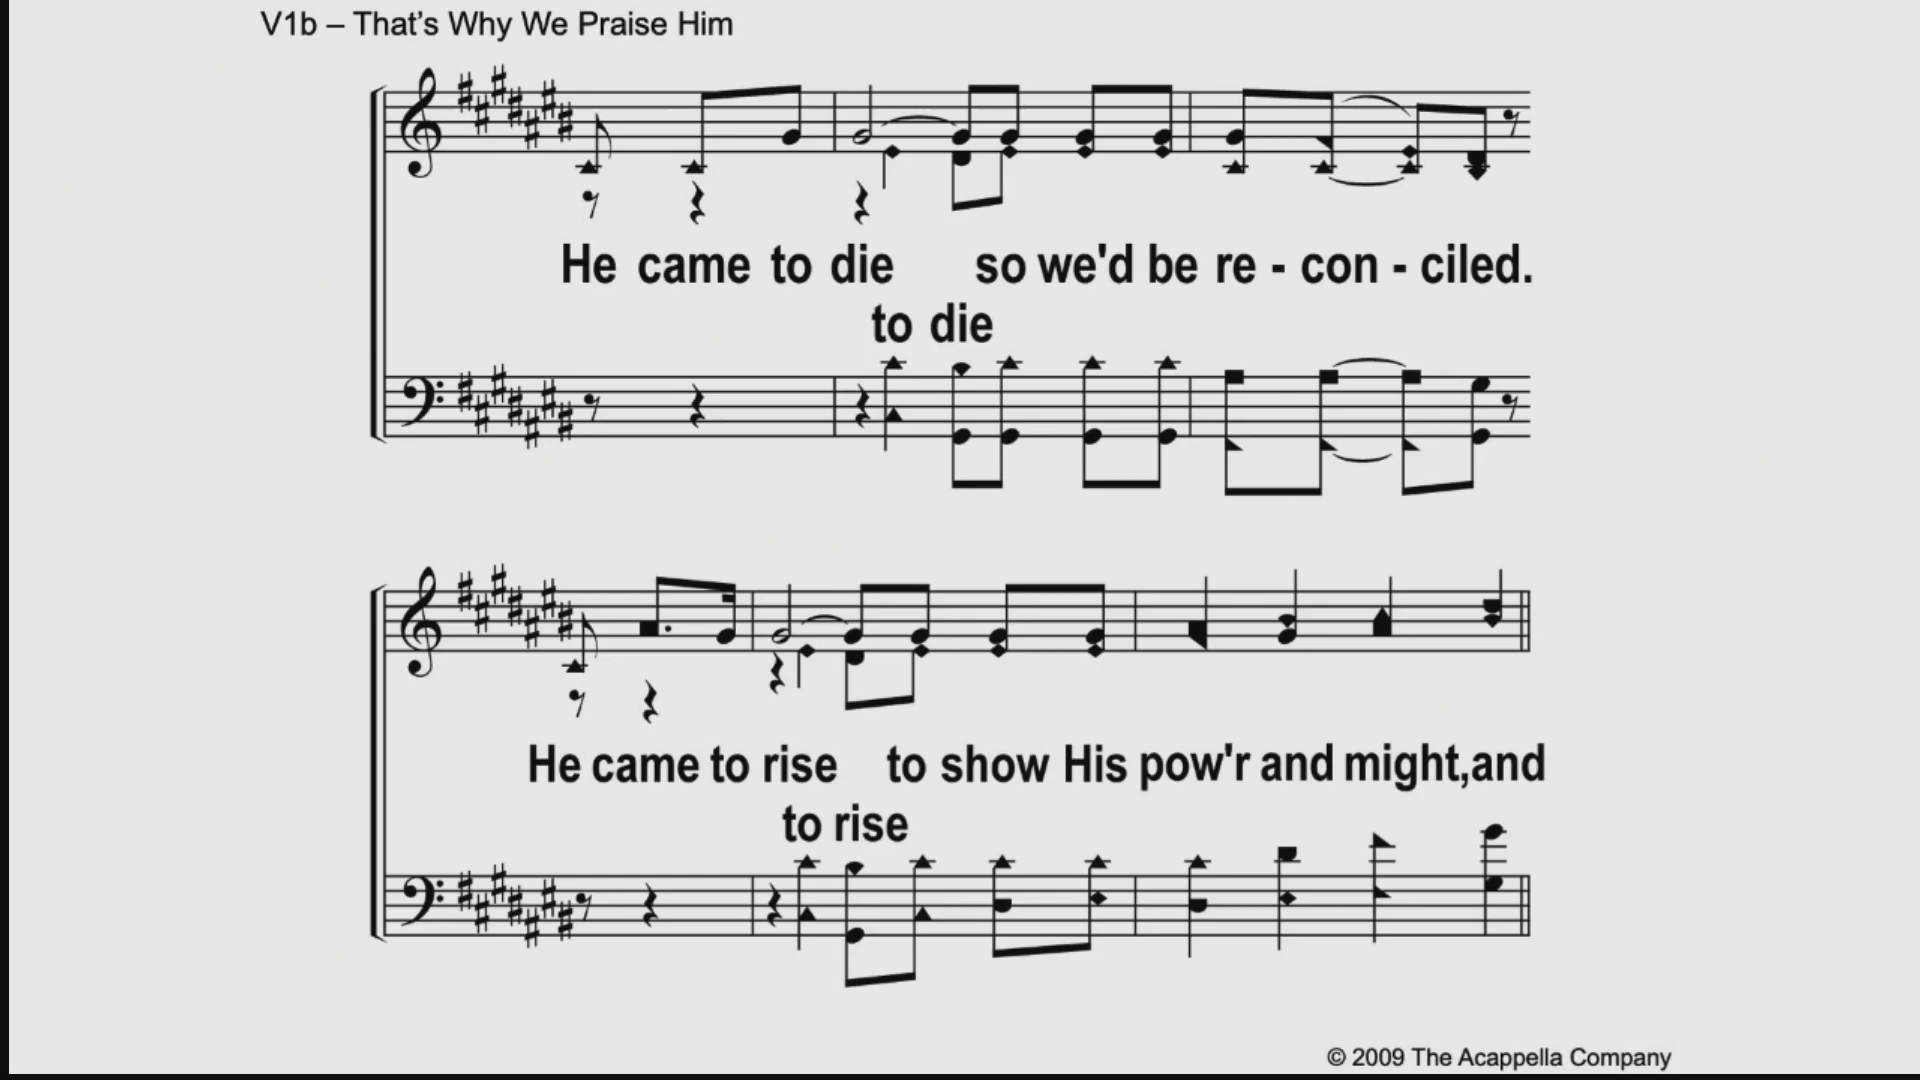 V1b – That's Why We Praise Him
He came to die so we'd be re - con - ciled.
to die
He came to rise to show His pow'r and might,and
to rise
© 2009 The Acappella Company